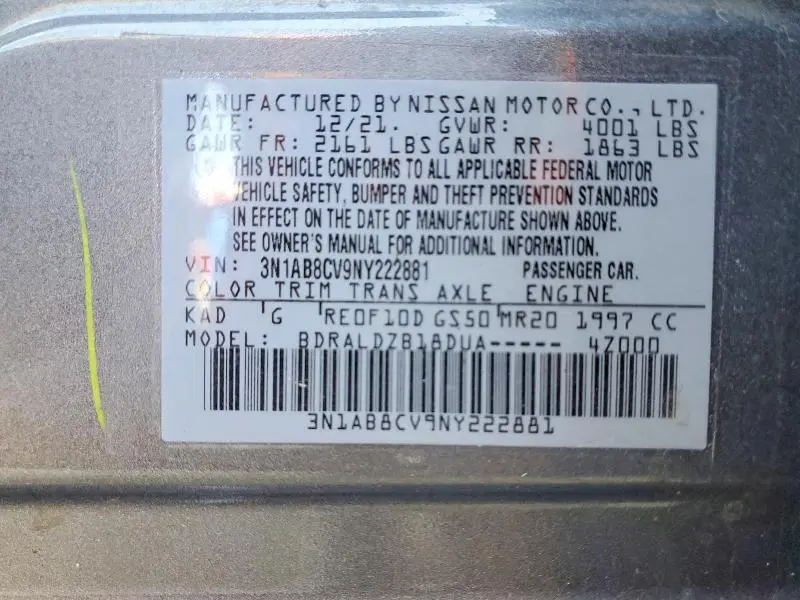 MANUFACTURED BY NISSAN MOTOR CO., LTD.
DATE: 12/21. GVWR: 4001 LBS
GAWR FR: 2161 LBS GAWR RR: 1863 LBS
THIS VEHICLE CONFORMS TO ALL APPLICABLE FEDERAL MOTOR
VEHICLE SAFETY, BUMPER AND THEFT PREVENTION STANDARDS
IN EFFECT ON THE DATE OF MANUFACTURE SHOWN ABOVE.
SEE OWNER'S MANUAL FOR ADDITIONAL INFORMATION.
VIN: 3N1AB8CV9NY222881 PASSENGER CAR.
COLOR TRIM TRANS AXLE ENGINE
KAD G RE0F10D GS50 MR20 1997 CC
MODEL: BDRALDZB18DUA----- 4Z000
3N1AB8CV9NY222881